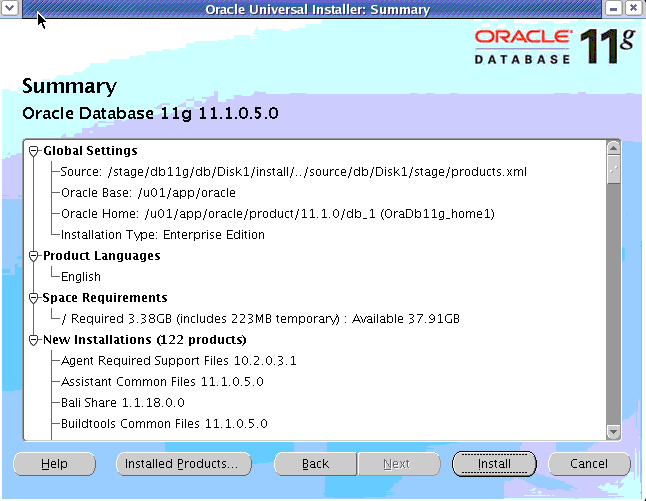 Oracle Universal Installer: Summary
ORACLE 11g
DATABASE
Summary
Oracle Database 11g 11.1.0.5.0
Global Settings
Source: /stage/db11g/db/Disk1/install/../source/db/Disk1/stage/products.xml
Oracle Base: /u01/app/oracle
Oracle Home: /u01/app/oracle/product/11.1.0/db_1 (OraDb11g_home1)
Installation Type: Enterprise Edition
Product Languages
English
Space Requirements
/ Required 3.38GB (includes 223MB temporary) : Available 37.91GB
New Installations (122 products)
Agent Required Support Files 10.2.0.3.1
Assistant Common Files 11.1.0.5.0
Bali Share 1.1.18.0.0
Buildtools Common Files 11.1.0.5.0
Help Installed Products... Back Next Install Cancel